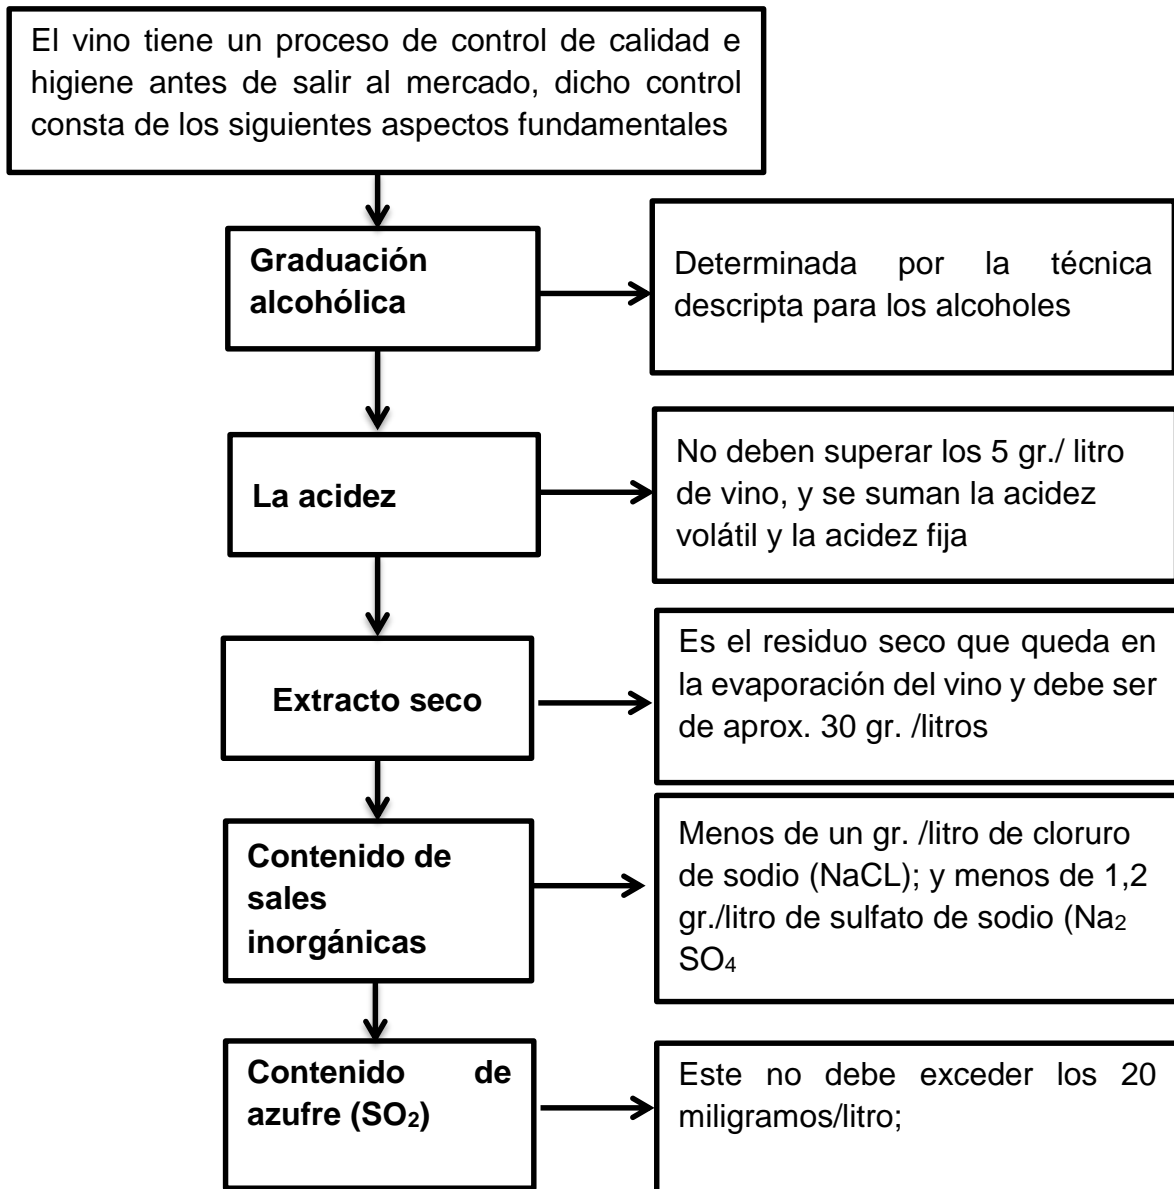 El vino tiene un proceso de control de calidad e
higiene antes de salir al mercado, dicho control
consta de los siguientes aspectos fundamentales
Graduación
alcohólica
Determinada por la técnica
descripta para los alcoholes
La acidez
No deben superar los 5 gr./ litro
de vino, y se suman la acidez
volátil y la acidez fija
Extracto seco
Es el residuo seco que queda en
la evaporación del vino y debe ser
de aprox. 30 gr. /litros
Contenido de
sales
inorgánicas
Menos de un gr. /litro de cloruro
de sodio (NaCL); y menos de 1,2
gr./litro de sulfato de sodio (Na₂
SO₄
Contenido de
azufre (SO₂)
Este no debe exceder los 20
miligramos/litro;